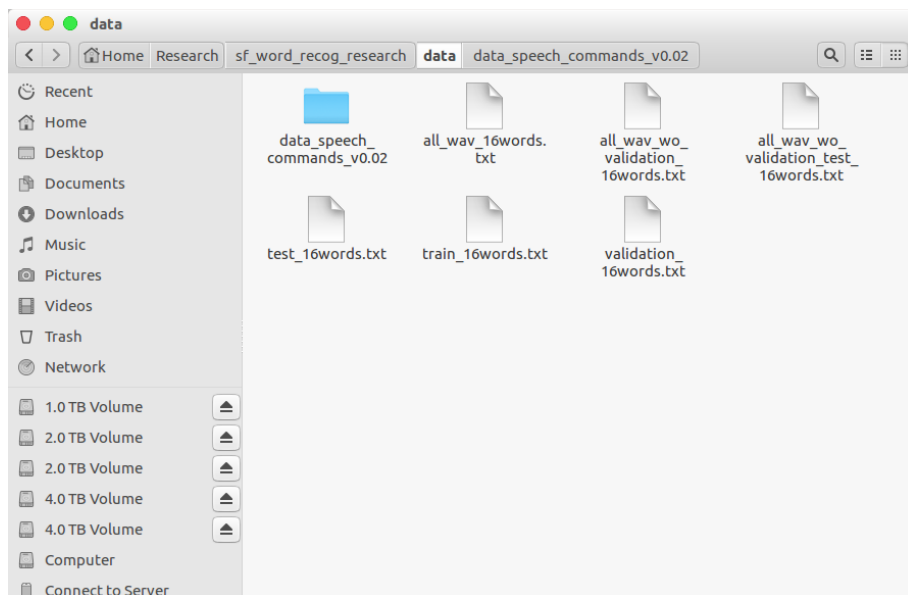 data
Home Research sf_word_recog_research data data_speech_commands_v0.02
Recent
Home
Desktop
Documents
Downloads
Music
Pictures
Videos
Trash
Network
1.0 TB Volume
2.0 TB Volume
2.0 TB Volume
4.0 TB Volume
4.0 TB Volume
Computer
Connect to Server
data_speech_
commands_v0.02
all_wav_16words.
txt
all_wav_wo_
validation_
16words.txt
all_wav_wo_
validation_test_
16words.txt
test_16words.txt
train_16words.txt
validation_
16words.txt